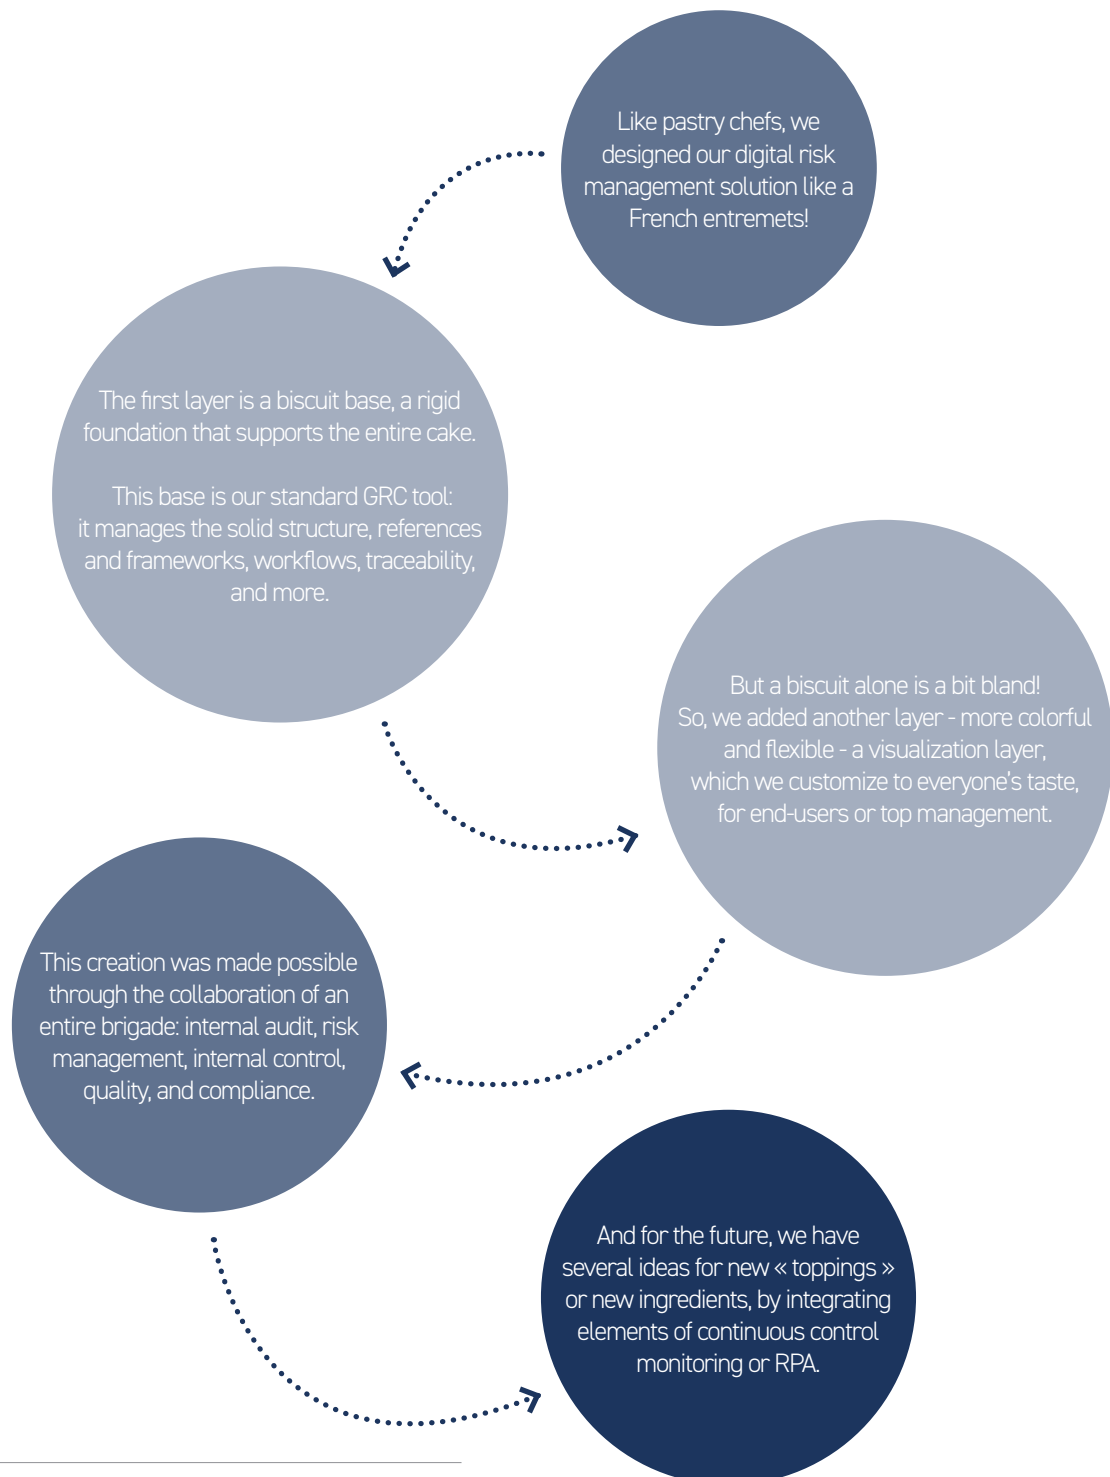 Like pastry chefs, we
designed our digital risk
management solution like a
French entremets!
The first layer is a biscuit base, a rigid
foundation that supports the entire cake.
This base is our standard GRC tool:
it manages the solid structure, references
and frameworks, workflows, traceability,
and more.
But a biscuit alone is a bit bland!
So, we added another layer - more colorful
and flexible - a visualization layer,
which we customize to everyone's taste,
for end-users or top management.
This creation was made possible
through the collaboration of an
entire brigade: internal audit, risk
management, internal control,
quality, and compliance.
And for the future, we have
several ideas for new « toppings »
or new ingredients, by integrating
elements of continuous control
monitoring or RPA.